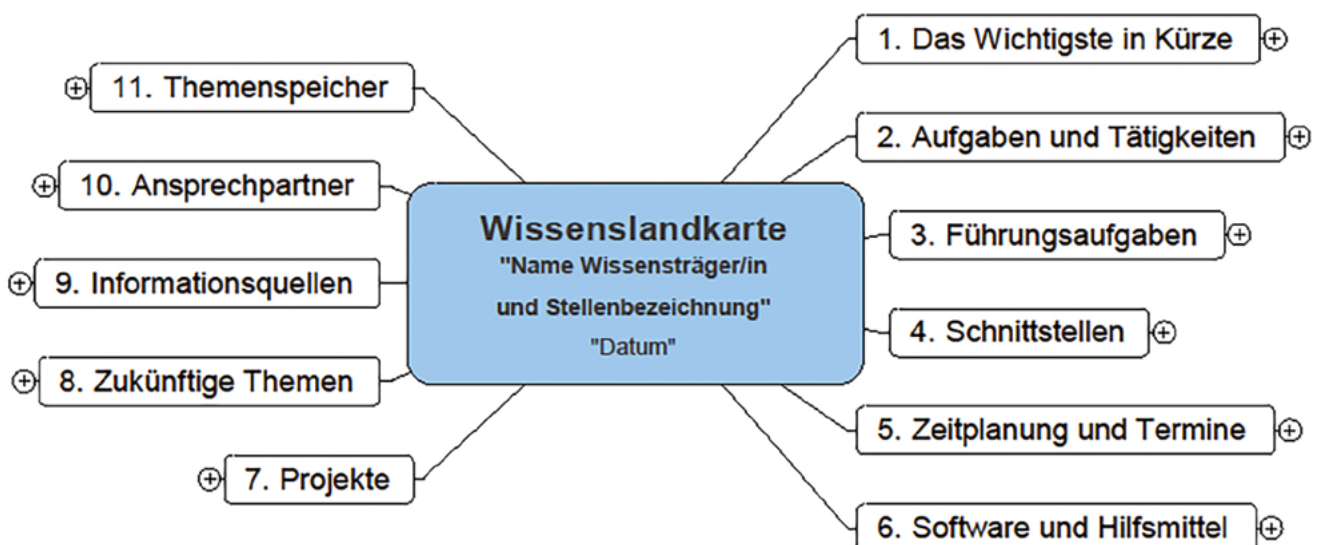 Wissenslandkarte
"Name Wissensträger/in
und Stellenbezeichnung"
"Datum"
1. Das Wichtigste in Kürze
2. Aufgaben und Tätigkeiten
3. Führungsaufgaben
4. Schnittstellen
5. Zeitplanung und Termine
6. Software und Hilfsmittel
7. Projekte
8. Zukünftige Themen
9. Informationsquellen
10. Ansprechpartner
11. Themenspeicher